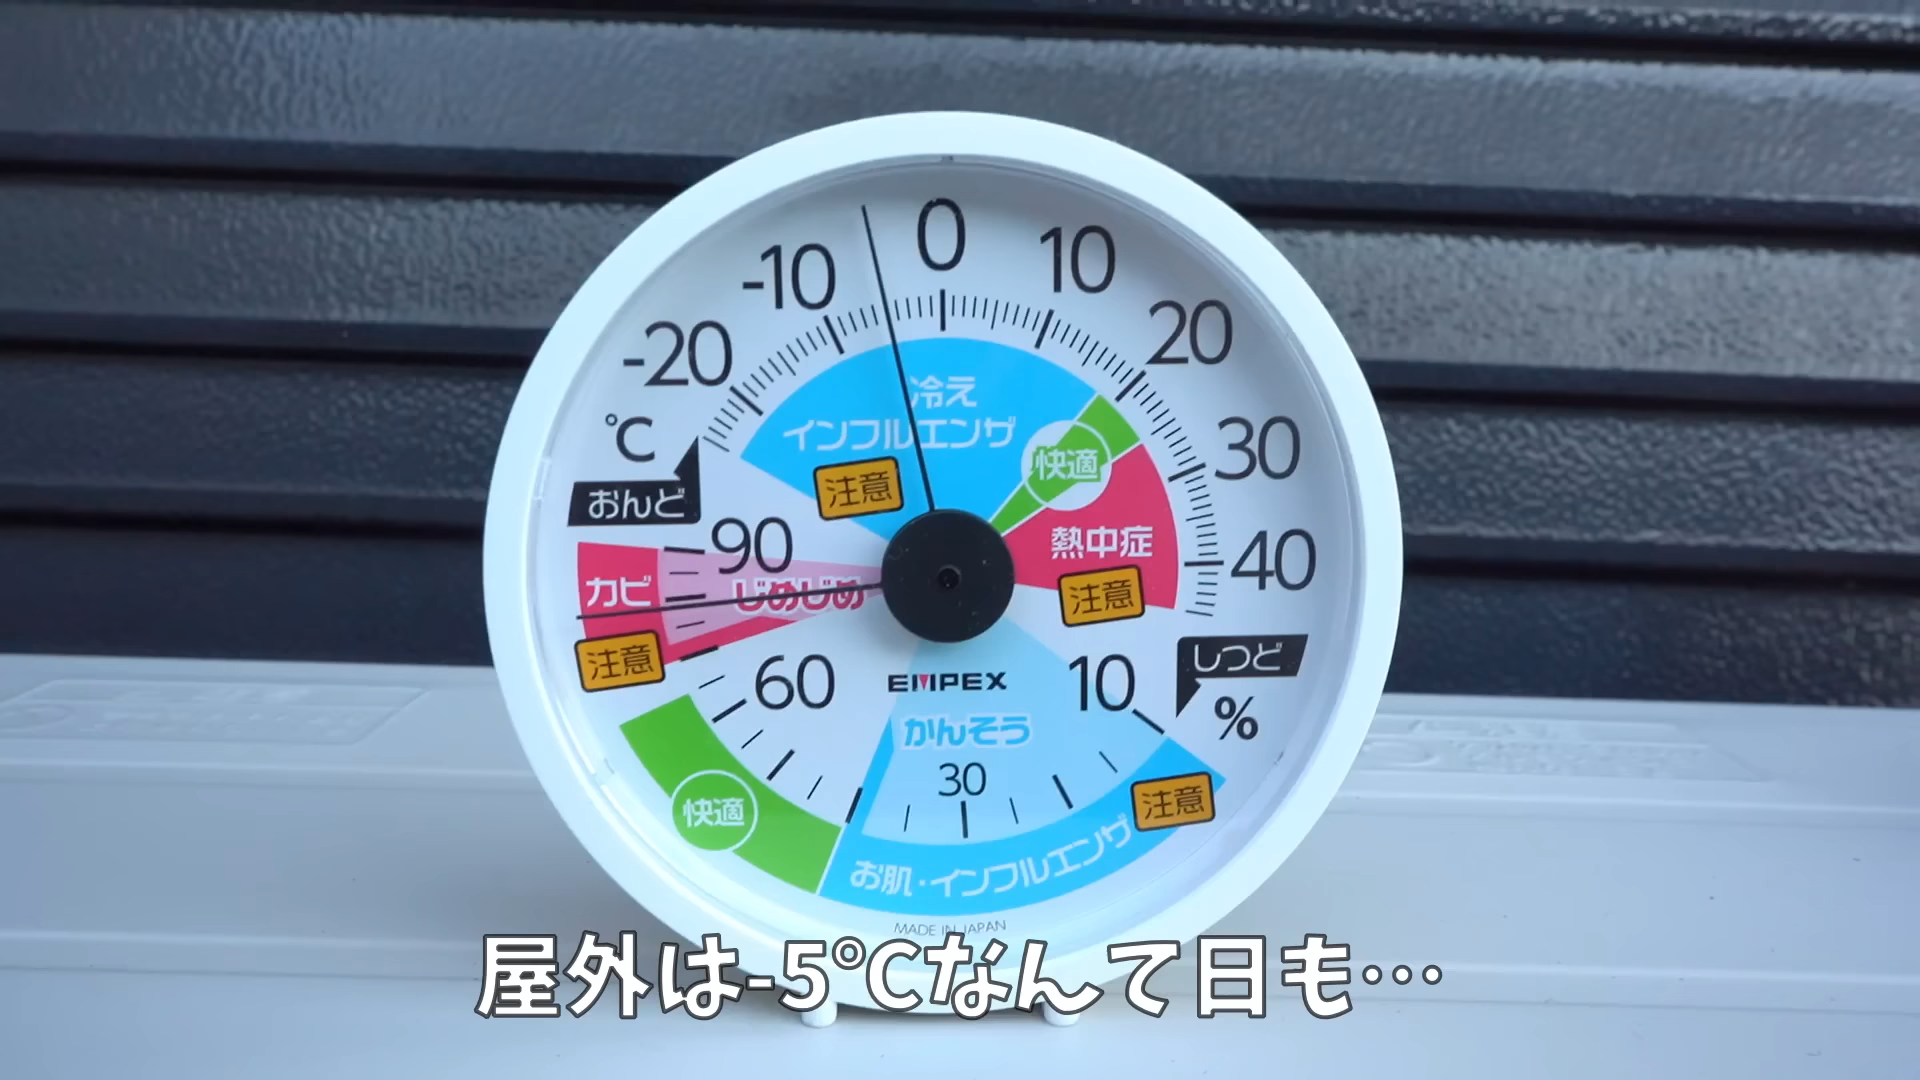 0
-10
10
-20
20
℃
冷え
インフルエンザ
30
快適
注意
おんど
90
熱中症
40
カビ
じめじめ
注意
注意
60
EMPEX
10
しつど
%
かんそう
30
快適
注意
お肌・インフルエンザ
MADE IN JAPAN
屋外は-5℃なんて日も…